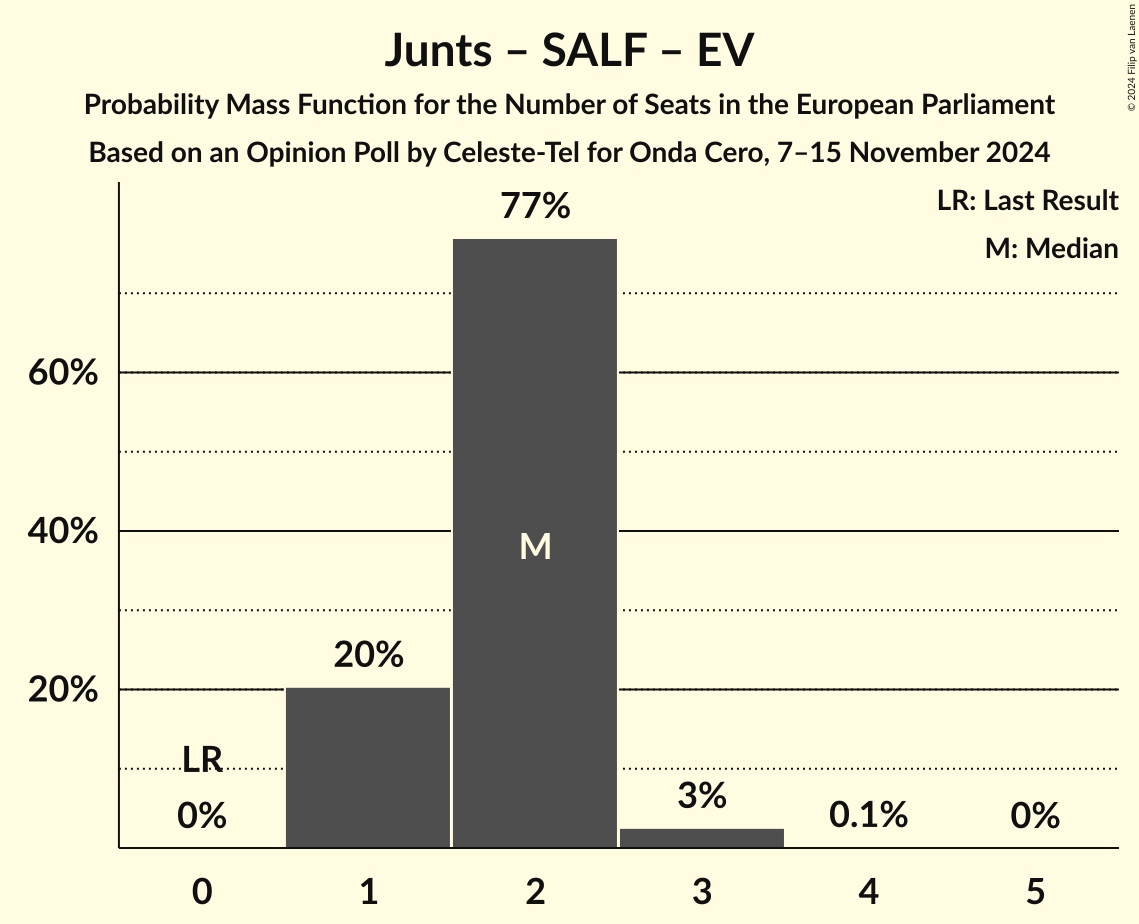 Junts – SALF – EV
Probability Mass Function for the Number of Seats in the European Parliament
Based on an Opinion Poll by Celeste-Tel for Onda Cero, 7–15 November 2024
© 2024 Filip van Laenen
LR: Last Result
M: Median
77%
60%
40%
M
20%
20%
LR
0%
3%
0.1%
0%
0 1 2 3 4 5